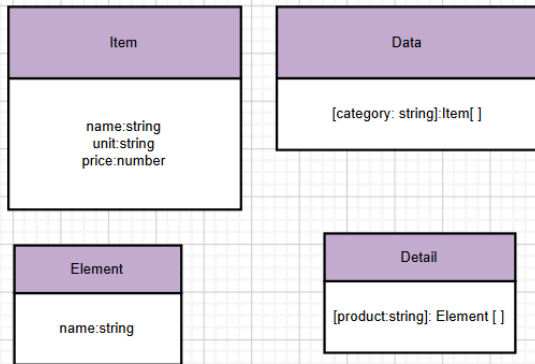 Item
name:string
unit:string
price:number
Data
[category: string]:Item[ ]
Element
name:string
Detail
[product:string]: Element [ ]